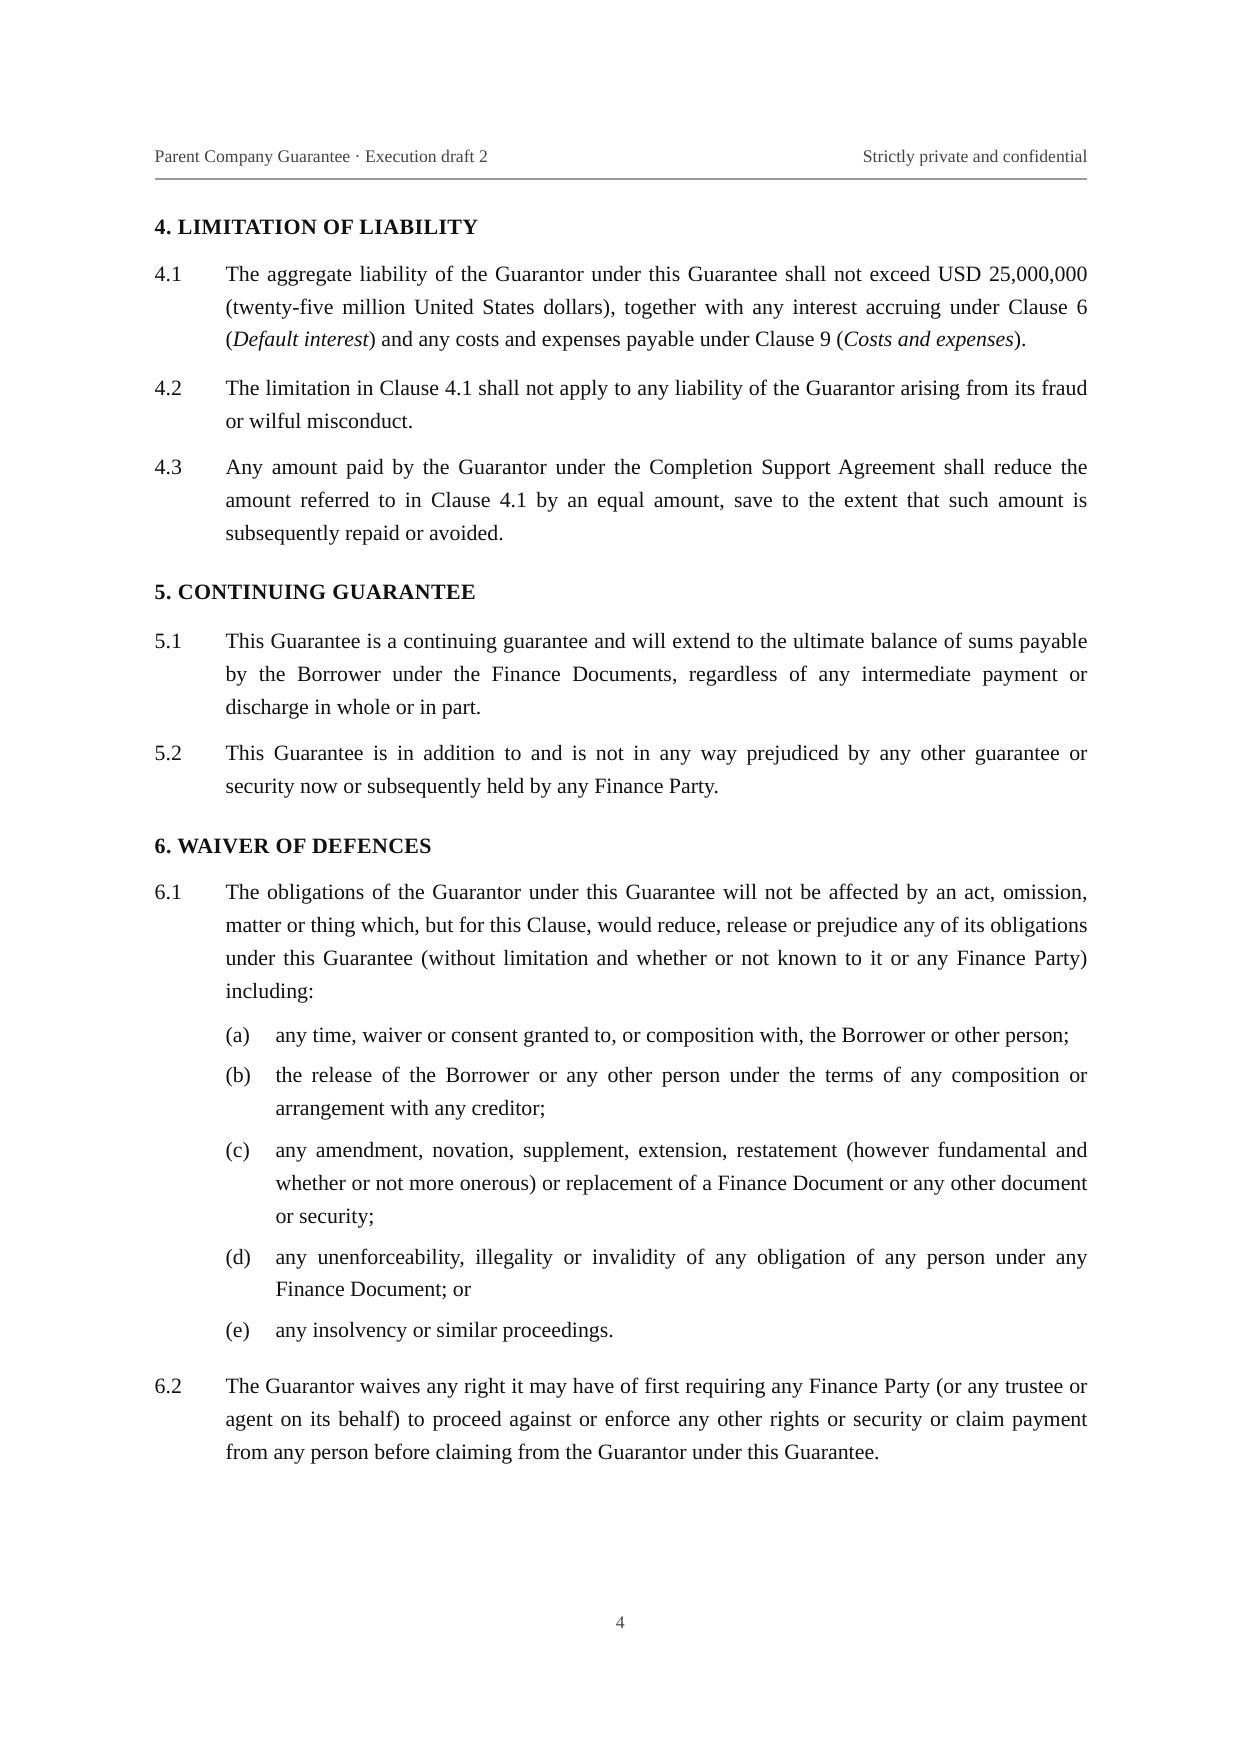 Parent Company Guarantee · Execution draft 2 Strictly private and confidential
4. LIMITATION OF LIABILITY
4.1 The aggregate liability of the Guarantor under this Guarantee shall not exceed USD 25,000,000
(twenty-five million United States dollars), together with any interest accruing under Clause 6
(Default interest) and any costs and expenses payable under Clause 9 (Costs and expenses).
4.2 The limitation in Clause 4.1 shall not apply to any liability of the Guarantor arising from its fraud
or wilful misconduct.
4.3 Any amount paid by the Guarantor under the Completion Support Agreement shall reduce the
amount referred to in Clause 4.1 by an equal amount, save to the extent that such amount is
subsequently repaid or avoided.
5. CONTINUING GUARANTEE
5.1 This Guarantee is a continuing guarantee and will extend to the ultimate balance of sums payable
by the Borrower under the Finance Documents, regardless of any intermediate payment or
discharge in whole or in part.
5.2 This Guarantee is in addition to and is not in any way prejudiced by any other guarantee or
security now or subsequently held by any Finance Party.
6. WAIVER OF DEFENCES
6.1 The obligations of the Guarantor under this Guarantee will not be affected by an act, omission,
matter or thing which, but for this Clause, would reduce, release or prejudice any of its obligations
under this Guarantee (without limitation and whether or not known to it or any Finance Party)
including:
(a) any time, waiver or consent granted to, or composition with, the Borrower or other person;
(b) the release of the Borrower or any other person under the terms of any composition or
arrangement with any creditor;
(c) any amendment, novation, supplement, extension, restatement (however fundamental and
whether or not more onerous) or replacement of a Finance Document or any other document
or security;
(d) any unenforceability, illegality or invalidity of any obligation of any person under any
Finance Document; or
(e) any insolvency or similar proceedings.
6.2 The Guarantor waives any right it may have of first requiring any Finance Party (or any trustee or
agent on its behalf) to proceed against or enforce any other rights or security or claim payment
from any person before claiming from the Guarantor under this Guarantee.
4